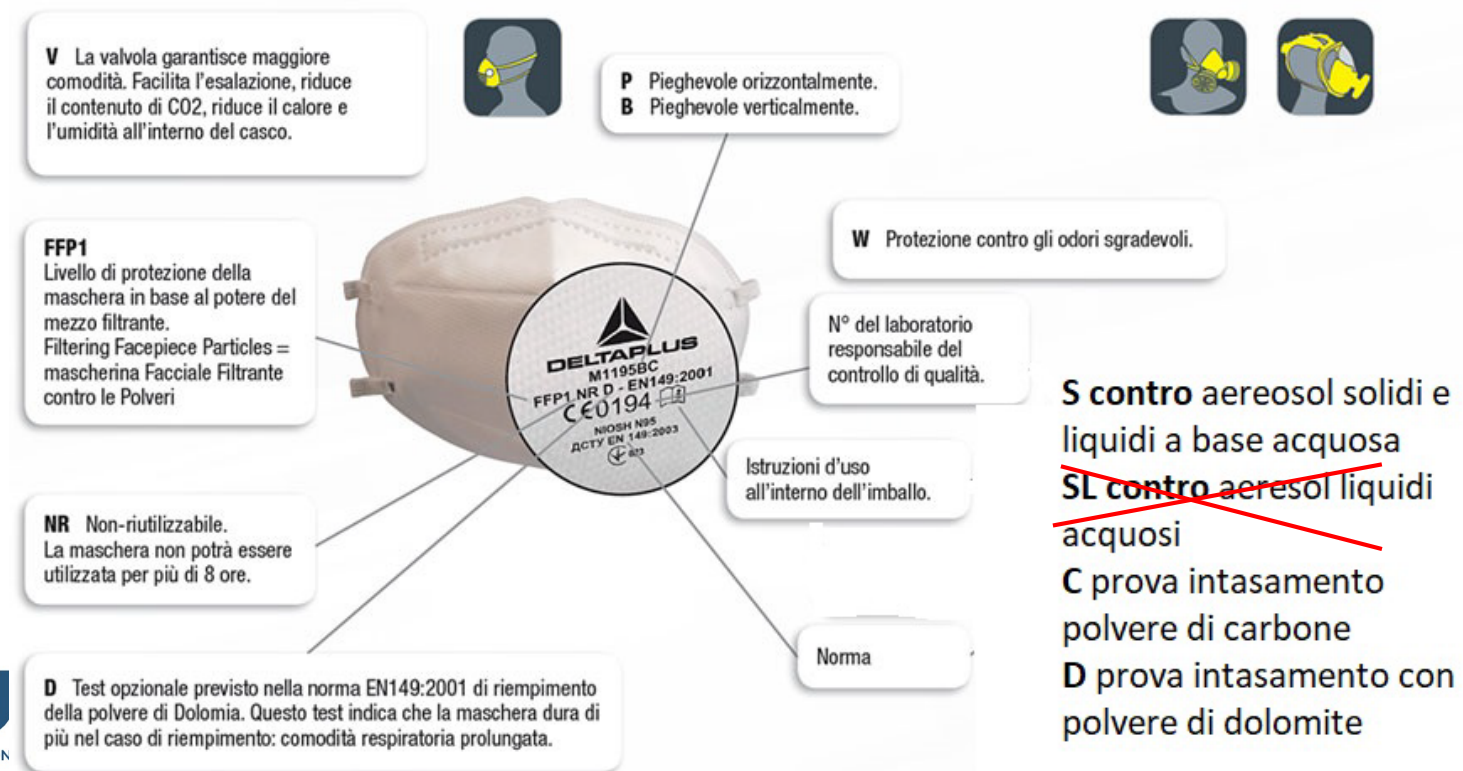 V La valvola garantisce maggiore
comodità. Facilita l'esalazione, riduce
il contenuto di CO2, riduce il calore e
l'umidità all'interno del casco.
P Pieghevole orizzontalmente.
B Pieghevole verticalmente.
FFP1
Livello di protezione della
maschera in base al potere del
mezzo filtrante.
Filtering Facepiece Particles =
mascherina Facciale Filtrante
contro le Polveri
W Protezione contro gli odori sgradevoli.
N° del laboratorio
responsabile del
controllo di qualità.
DELTAPLUS
M1195BC
FFP1 NR D - EN149:2001
CE0194
NIOSH N95
ДСТУ EN 149:2003
023
Istruzioni d'uso
all'interno dell'imballo.
NR Non-riutilizzabile.
La maschera non potrà essere
utilizzata per più di 8 ore.
Norma
D Test opzionale previsto nella norma EN149:2001 di riempimento
della polvere di Dolomia. Questo test indica che la maschera dura di
più nel caso di riempimento: comodità respiratoria prolungata.
S contro aereosol solidi e
liquidi a base acquosa
SL contro aeresol liquidi
acquosi
C prova intasamento
polvere di carbone
D prova intasamento con
polvere di dolomite
N